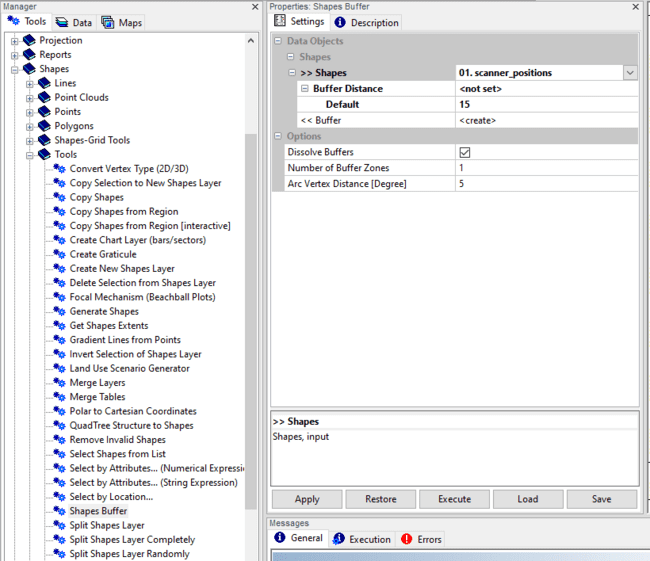 Manager
Tools Data Maps
Projection
Reports
Shapes
Lines
Point Clouds
Points
Polygons
Shapes-Grid Tools
Tools
Convert Vertex Type (2D/3D)
Copy Selection to New Shapes Layer
Copy Shapes
Copy Shapes from Region
Copy Shapes from Region [interactive]
Create Chart Layer (bars/sectors)
Create Graticule
Create New Shapes Layer
Delete Selection from Shapes Layer
Focal Mechanism (Beachball Plots)
Generate Shapes
Get Shapes Extents
Gradient Lines from Points
Invert Selection of Shapes Layer
Land Use Scenario Generator
Merge Layers
Merge Tables
Polar to Cartesian Coordinates
QuadTree Structure to Shapes
Remove Invalid Shapes
Select Shapes from List
Select by Attributes... (Numerical Expressio
Select by Attributes... (String Expression)
Select by Location...
Shapes Buffer
Split Shapes Layer
Split Shapes Layer Completely
Split Shapes Layer Randomly
Properties: Shapes Buffer
Settings Description
Data Objects
Shapes
>> Shapes 01. scanner_positions
Buffer Distance <not set>
Default 15
<< Buffer <create>
Options
Dissolve Buffers
Number of Buffer Zones 1
Arc Vertex Distance [Degree] 5
>> Shapes
Shapes, input
Apply Restore Execute Load Save
Messages
General Execution Errors